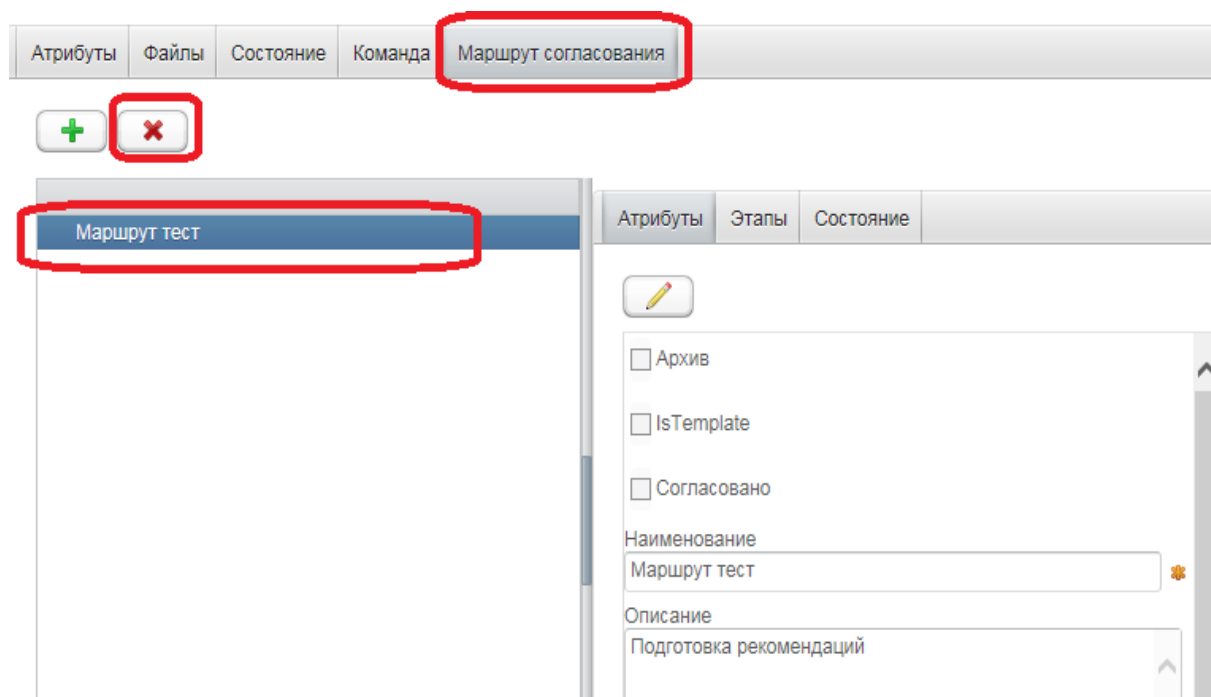 Атрибуты Файлы Состояние Команда Маршрут согласования
Маршрут тест
Атрибуты Этапы Состояние
Архив
IsTemplate
Согласовано
Наименование
Маршрут тест
Описание
Подготовка рекомендаций